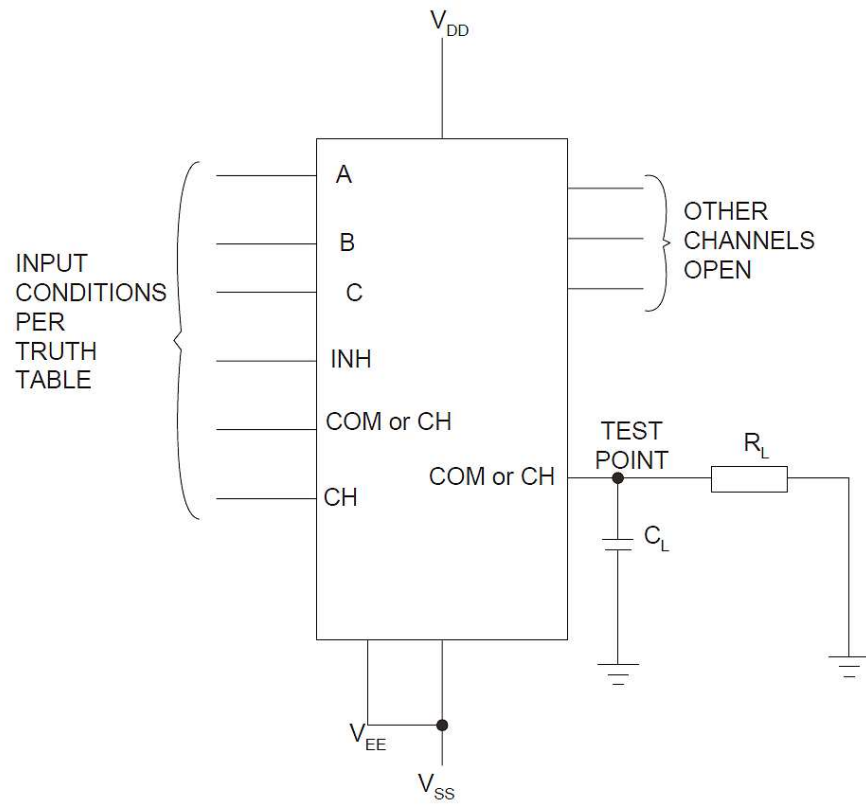 V_DD
INPUT
CONDITIONS
PER
TRUTH
TABLE
A
B
C
INH
COM or CH
CH
OTHER
CHANNELS
OPEN
COM or CH
TEST
POINT
R_L
C_L
V_EE
V_SS